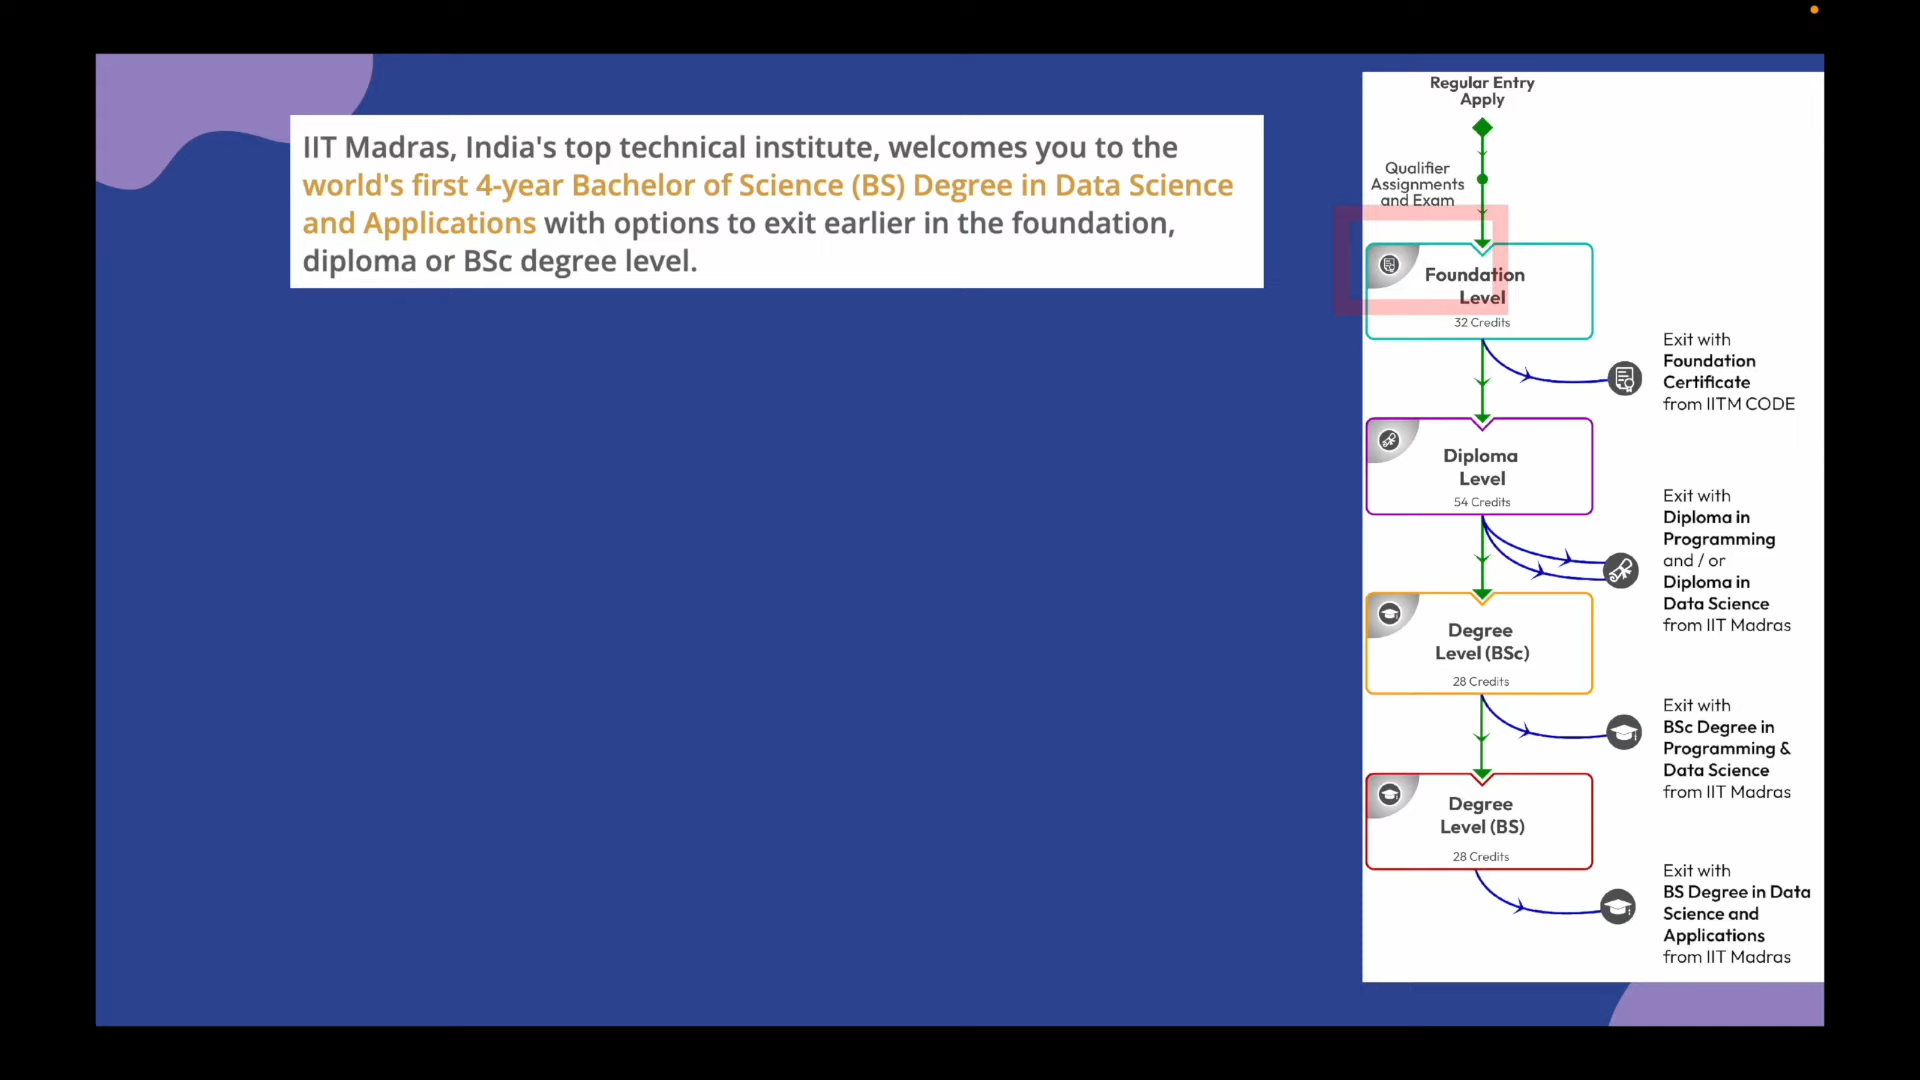 IIT Madras, India's top technical institute, welcomes you to the
world's first 4-year Bachelor of Science (BS) Degree in Data Science
and Applications with options to exit earlier in the foundation,
diploma or BSc degree level.
Regular Entry
Apply
Qualifier
Assignments
and Exam
Foundation
Level
32 Credits
Exit with
Foundation
Certificate
from IITM CODE
Diploma
Level
54 Credits
Exit with
Diploma in
Programming
and / or
Diploma in
Data Science
from IIT Madras
Degree
Level (BSc)
28 Credits
Exit with
BSc Degree in
Programming &
Data Science
from IIT Madras
Degree
Level (BS)
28 Credits
Exit with
BS Degree in Data
Science and
Applications
from IIT Madras